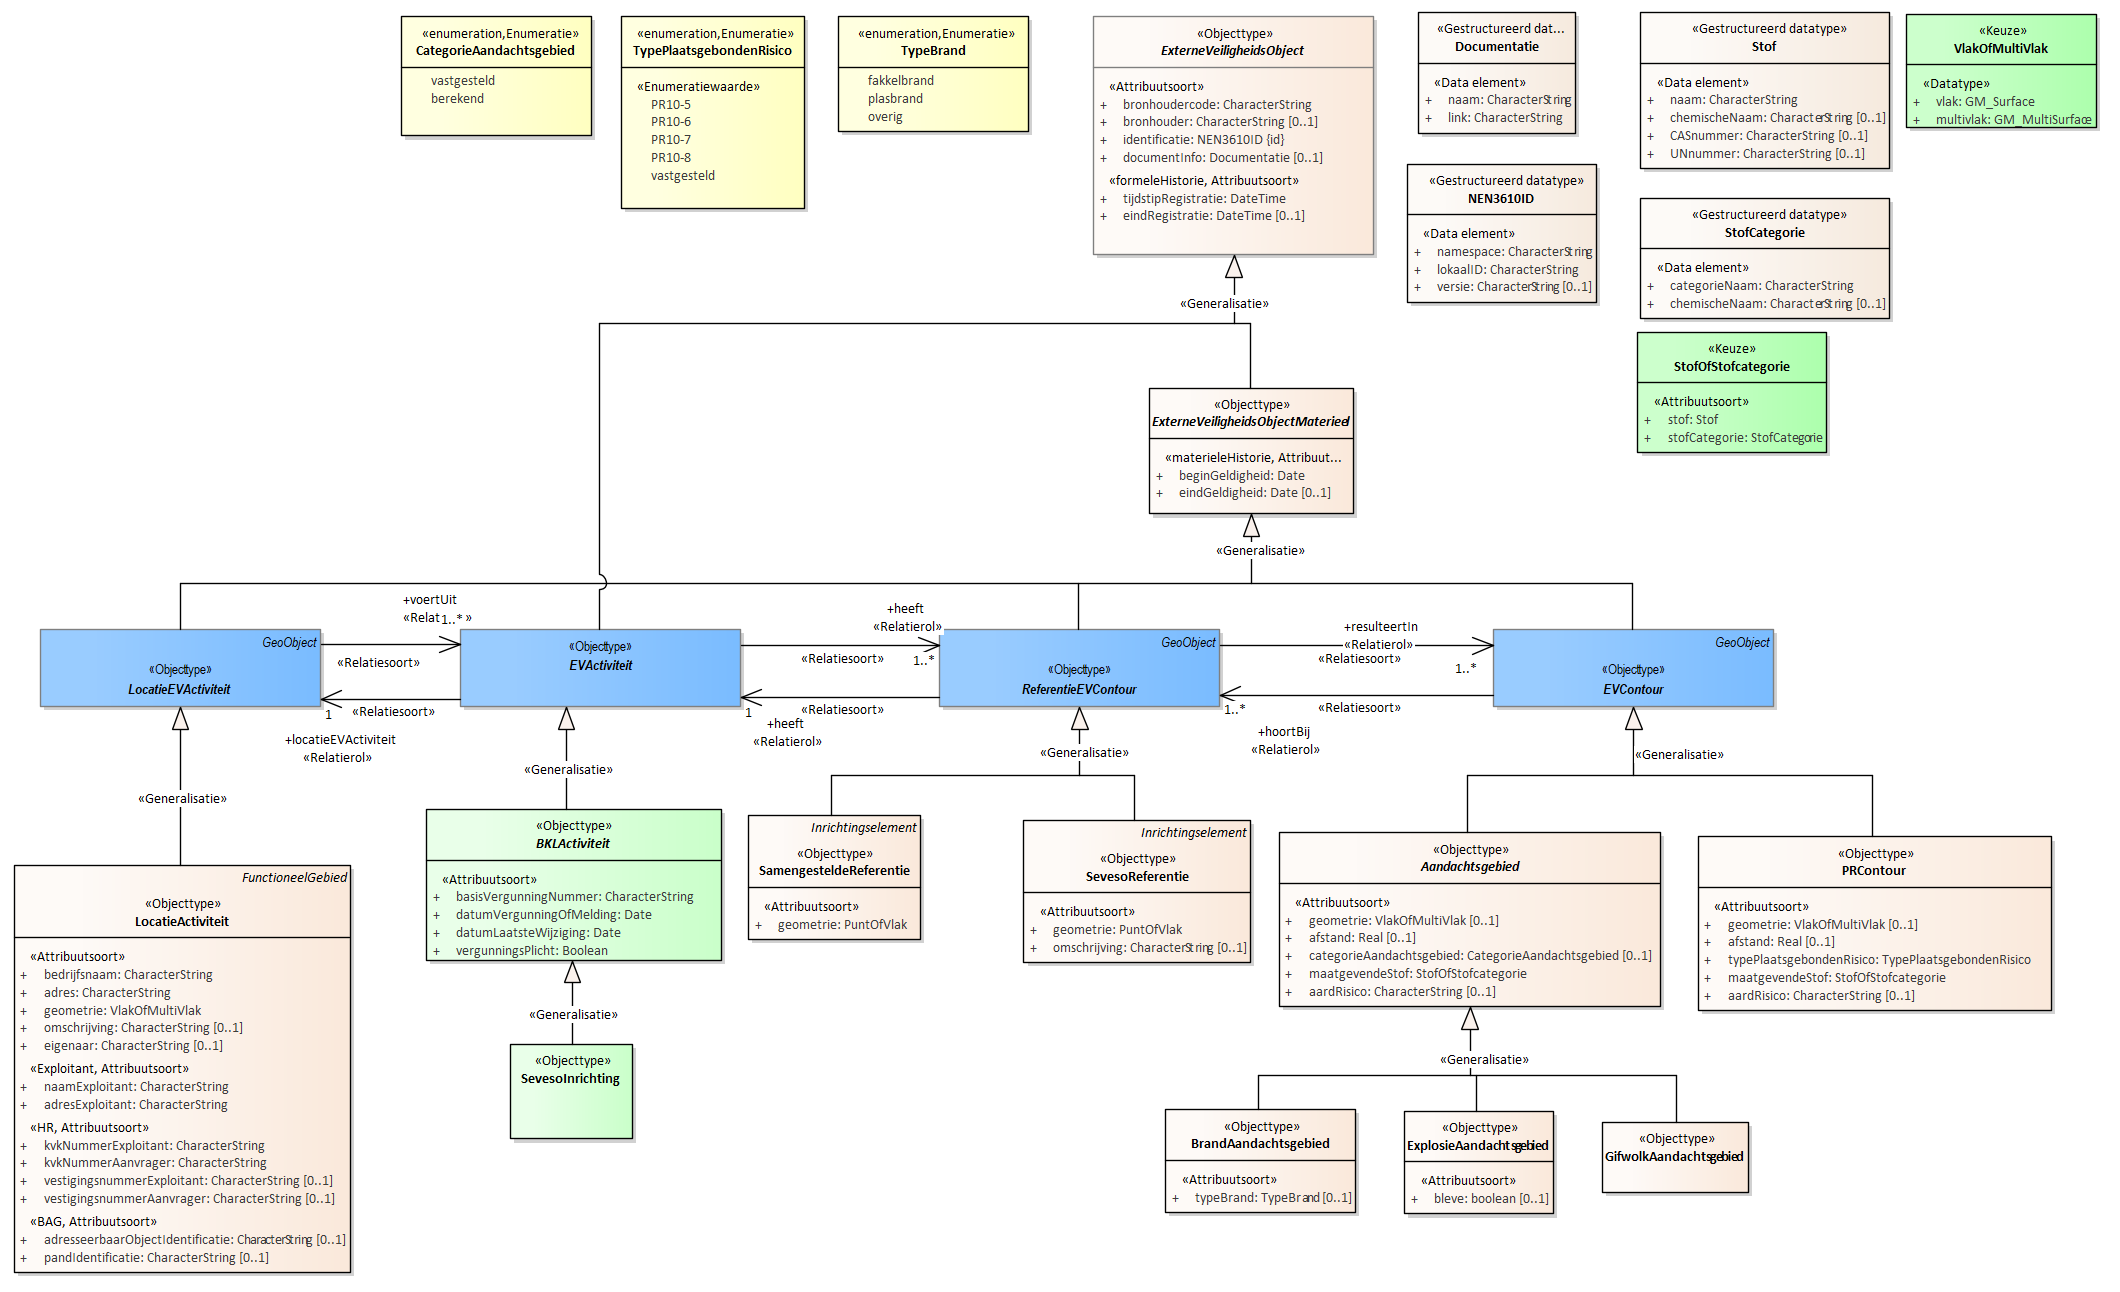 «enumeration,Enumeratie»
CategorieAandachtsgebied
vastgesteld
berekend
«enumeration,Enumeratie»
TypePlaatsgebondenRisico
«Enumeratiewaarde»
PR10-5
PR10-6
PR10-7
PR10-8
vastgesteld
«enumeration,Enumeratie»
TypeBrand
fakkelbrand
plasbrand
overig
«Objecttype»
ExterneVeiligheidsObject
«Attribuutsoort»
+ bronhoudercode: CharacterString
+ bronhouder: CharacterString [0..1]
+ identificatie: NEN3610ID {id}
+ documentInfo: Documentatie [0..1]
«formeleHistorie, Attribuutsoort»
+ tijdstipRegistratie: DateTime
+ eindRegistratie: DateTime [0..1]
«Gestructureerd dat...
Documentatie
«Data element»
+ naam: CharacterString
+ link: CharacterString
«Gestructureerd datatype»
NEN3610ID
«Data element»
+ namespace: CharacterString
+ lokaalID: CharacterString
+ versie: CharacterString [0..1]
«Gestructureerd datatype»
Stof
«Data element»
+ naam: CharacterString
+ chemischeNaam: CharacterString [0..1]
+ CASnummer: CharacterString [0..1]
+ UNnummer: CharacterString [0..1]
«Gestructureerd datatype»
StofCategorie
«Data element»
+ categorieNaam: CharacterString
+ chemischeNaam: CharacterString [0..1]
«Keuze»
VlakOfMultiVlak
«Datatype»
+ vlak: GM_Surface
+ multivlak: GM_MultiSurface
«Keuze»
StofOfStofcategorie
«Attribuutsoort»
+ stof: Stof
+ stofCategorie: StofCategorie
«Generalisatie»
«Objecttype»
ExterneVeiligheidsObjectMaterieel
«materieleHistorie, Attribuut...
+ beginGeldigheid: Date
+ eindGeldigheid: Date [0..1]
«Generalisatie»
GeoObject
«Objecttype»
LocatieEVActiviteit
+voertUit
«Relat
1..*
»
«Relatiesoort»
«Relatiesoort»
1
+locatieEVActiviteit
«Relatierol»
«Objecttype»
EVActiviteit
+heeft
«Relatierol»
«Relatiesoort»
1..*
«Relatiesoort»
1
+heeft
«Relatierol»
GeoObject
«Objecttype»
ReferentieEVContour
+resulteertIn
«Relatierol»
«Relatiesoort»
1..*
«Relatiesoort»
1..*
+hoortBij
«Relatierol»
GeoObject
«Objecttype»
EVContour
«Generalisatie»
«Generalisatie»
«Generalisatie»
«Generalisatie»
FunctioneelGebied
«Objecttype»
LocatieActiviteit
«Attribuutsoort»
+ bedrijfsnaam: CharacterString
+ adres: CharacterString
+ geometrie: VlakOfMultiVlak
+ omschrijving: CharacterString [0..1]
+ eigenaar: CharacterString [0..1]
«Exploitant, Attribuutsoort»
+ naamExploitant: CharacterString
+ adresExploitant: CharacterString
«HR, Attribuutsoort»
+ kvkNummerExploitant: CharacterString
+ kvkNummerAanvrager: CharacterString
+ vestigingsnummerExploitant: CharacterString [0..1]
+ vestigingsnummerAanvrager: CharacterString [0..1]
«BAG, Attribuutsoort»
+ adresseerbaarObjectIdentificatie: CharacterString [0..1]
+ pandIdentificatie: CharacterString [0..1]
«Objecttype»
BKLActiviteit
«Attribuutsoort»
+ basisVergunningNummer: CharacterString
+ datumVergunningOfMelding: Date
+ datumLaatsteWijziging: Date
+ vergunningsPlicht: Boolean
«Generalisatie»
«Objecttype»
SevesoInrichting
Inrichtingselement
«Objecttype»
SamengesteldeReferentie
«Attribuutsoort»
+ geometrie: PuntOfVlak
Inrichtingselement
«Objecttype»
SevesoReferentie
«Attribuutsoort»
+ geometrie: PuntOfVlak
+ omschrijving: CharacterString [0..1]
«Objecttype»
Aandachtsgebied
«Attribuutsoort»
+ geometrie: VlakOfMultiVlak [0..1]
+ afstand: Real [0..1]
+ categorieAandachtsgebied: CategorieAandachtsgebied [0..1]
+ maatgevendeStof: StofOfStofcategorie
+ aardRisico: CharacterString [0..1]
«Objecttype»
PRContour
«Attribuutsoort»
+ geometrie: VlakOfMultiVlak [0..1]
+ afstand: Real [0..1]
+ typePlaatsgebondenRisico: TypePlaatsgebondenRisico
+ maatgevendeStof: StofOfStofcategorie
+ aardRisico: CharacterString [0..1]
«Generalisatie»
«Objecttype»
BrandAandachtsgebied
«Attribuutsoort»
+ typeBrand: TypeBrand [0..1]
«Objecttype»
ExplosieAandachtsgebied
«Attribuutsoort»
+ bleve: boolean [0..1]
«Objecttype»
GifwolkAandachtsgebied